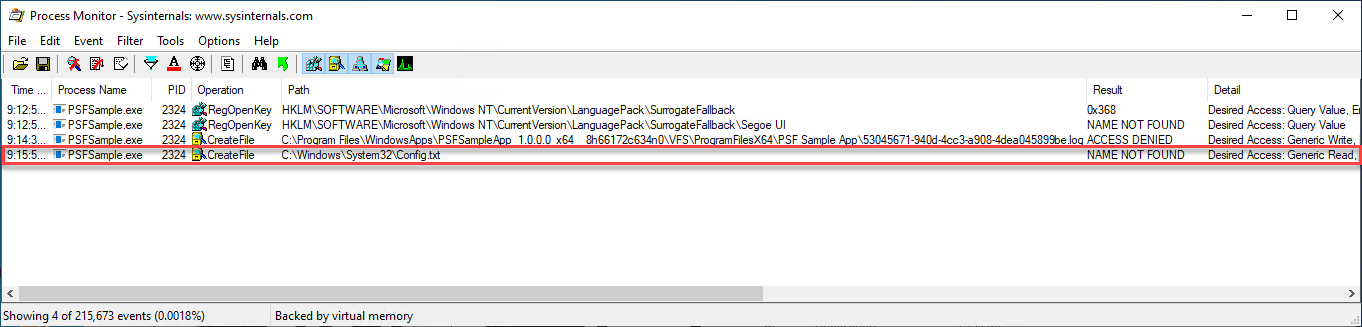 Process Monitor - Sysinternals: www.sysinternals.com
File Edit Event Filter Tools Options Help
Time ... Process Name PID Operation Path Result Detail
9:12:5... PSFSample.exe 2324 RegOpenKey HKLM\SOFTWARE\Microsoft\Windows NT\CurrentVersion\LanguagePack\SurrogateFallback 0x368 Desired Access: Query Value, En
9:12:5... PSFSample.exe 2324 RegOpenKey HKLM\SOFTWARE\Microsoft\Windows NT\CurrentVersion\LanguagePack\SurrogateFallback\Segoe UI NAME NOT FOUND Desired Access: Query Value
9:14:3... PSFSample.exe 2324 CreateFile C:\Program Files\WindowsApps\PSFSampleApp_1.0.0.0_x64__8h66172c634n0\VFS\ProgramFilesX64\PSF Sample App\53045671-940d-4cc3-a908-4dea045899be.log ACCESS DENIED Desired Access: Generic Write,
9:15:5... PSFSample.exe 2324 CreateFile C:\Windows\System32\Config.txt NAME NOT FOUND Desired Access: Generic Read,
Showing 4 of 215,673 events (0.0018%) Backed by virtual memory